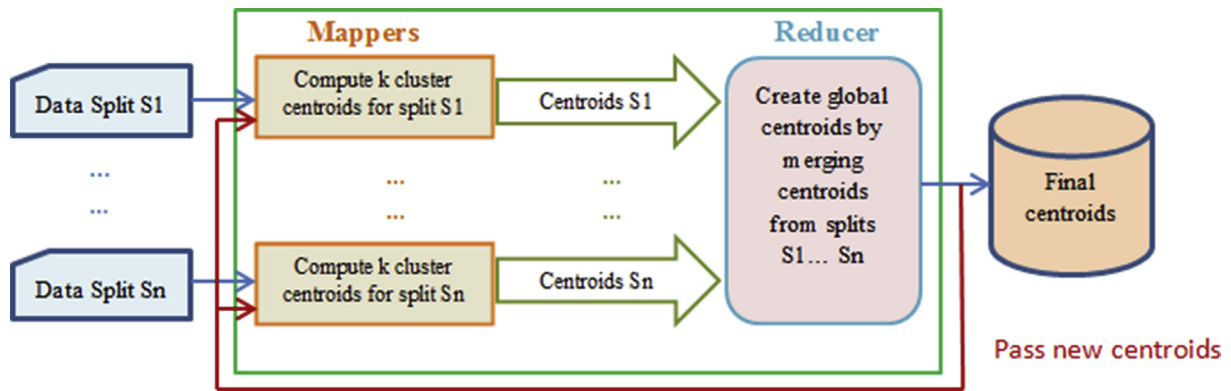 Mappers
Reducer
Data Split S1
Compute k cluster
centroids for split S1
Centroids S1
Create global
centroids by
merging
centroids
from splits
S1... Sn
Final
centroids
...
...
...
...
...
...
Data Split Sn
Compute k cluster
centroids for split Sn
Centroids Sn
Pass new centroids